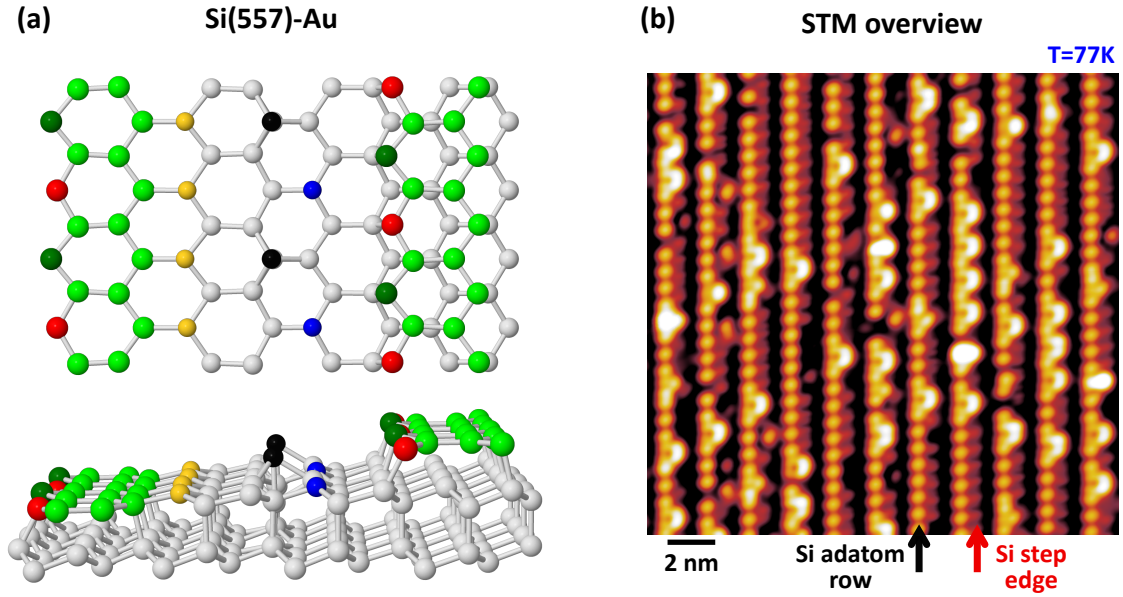 (a)
Si(557)-Au
(b)
STM overview
T=77K
2 nm
Si adatom
row
Si step
edge